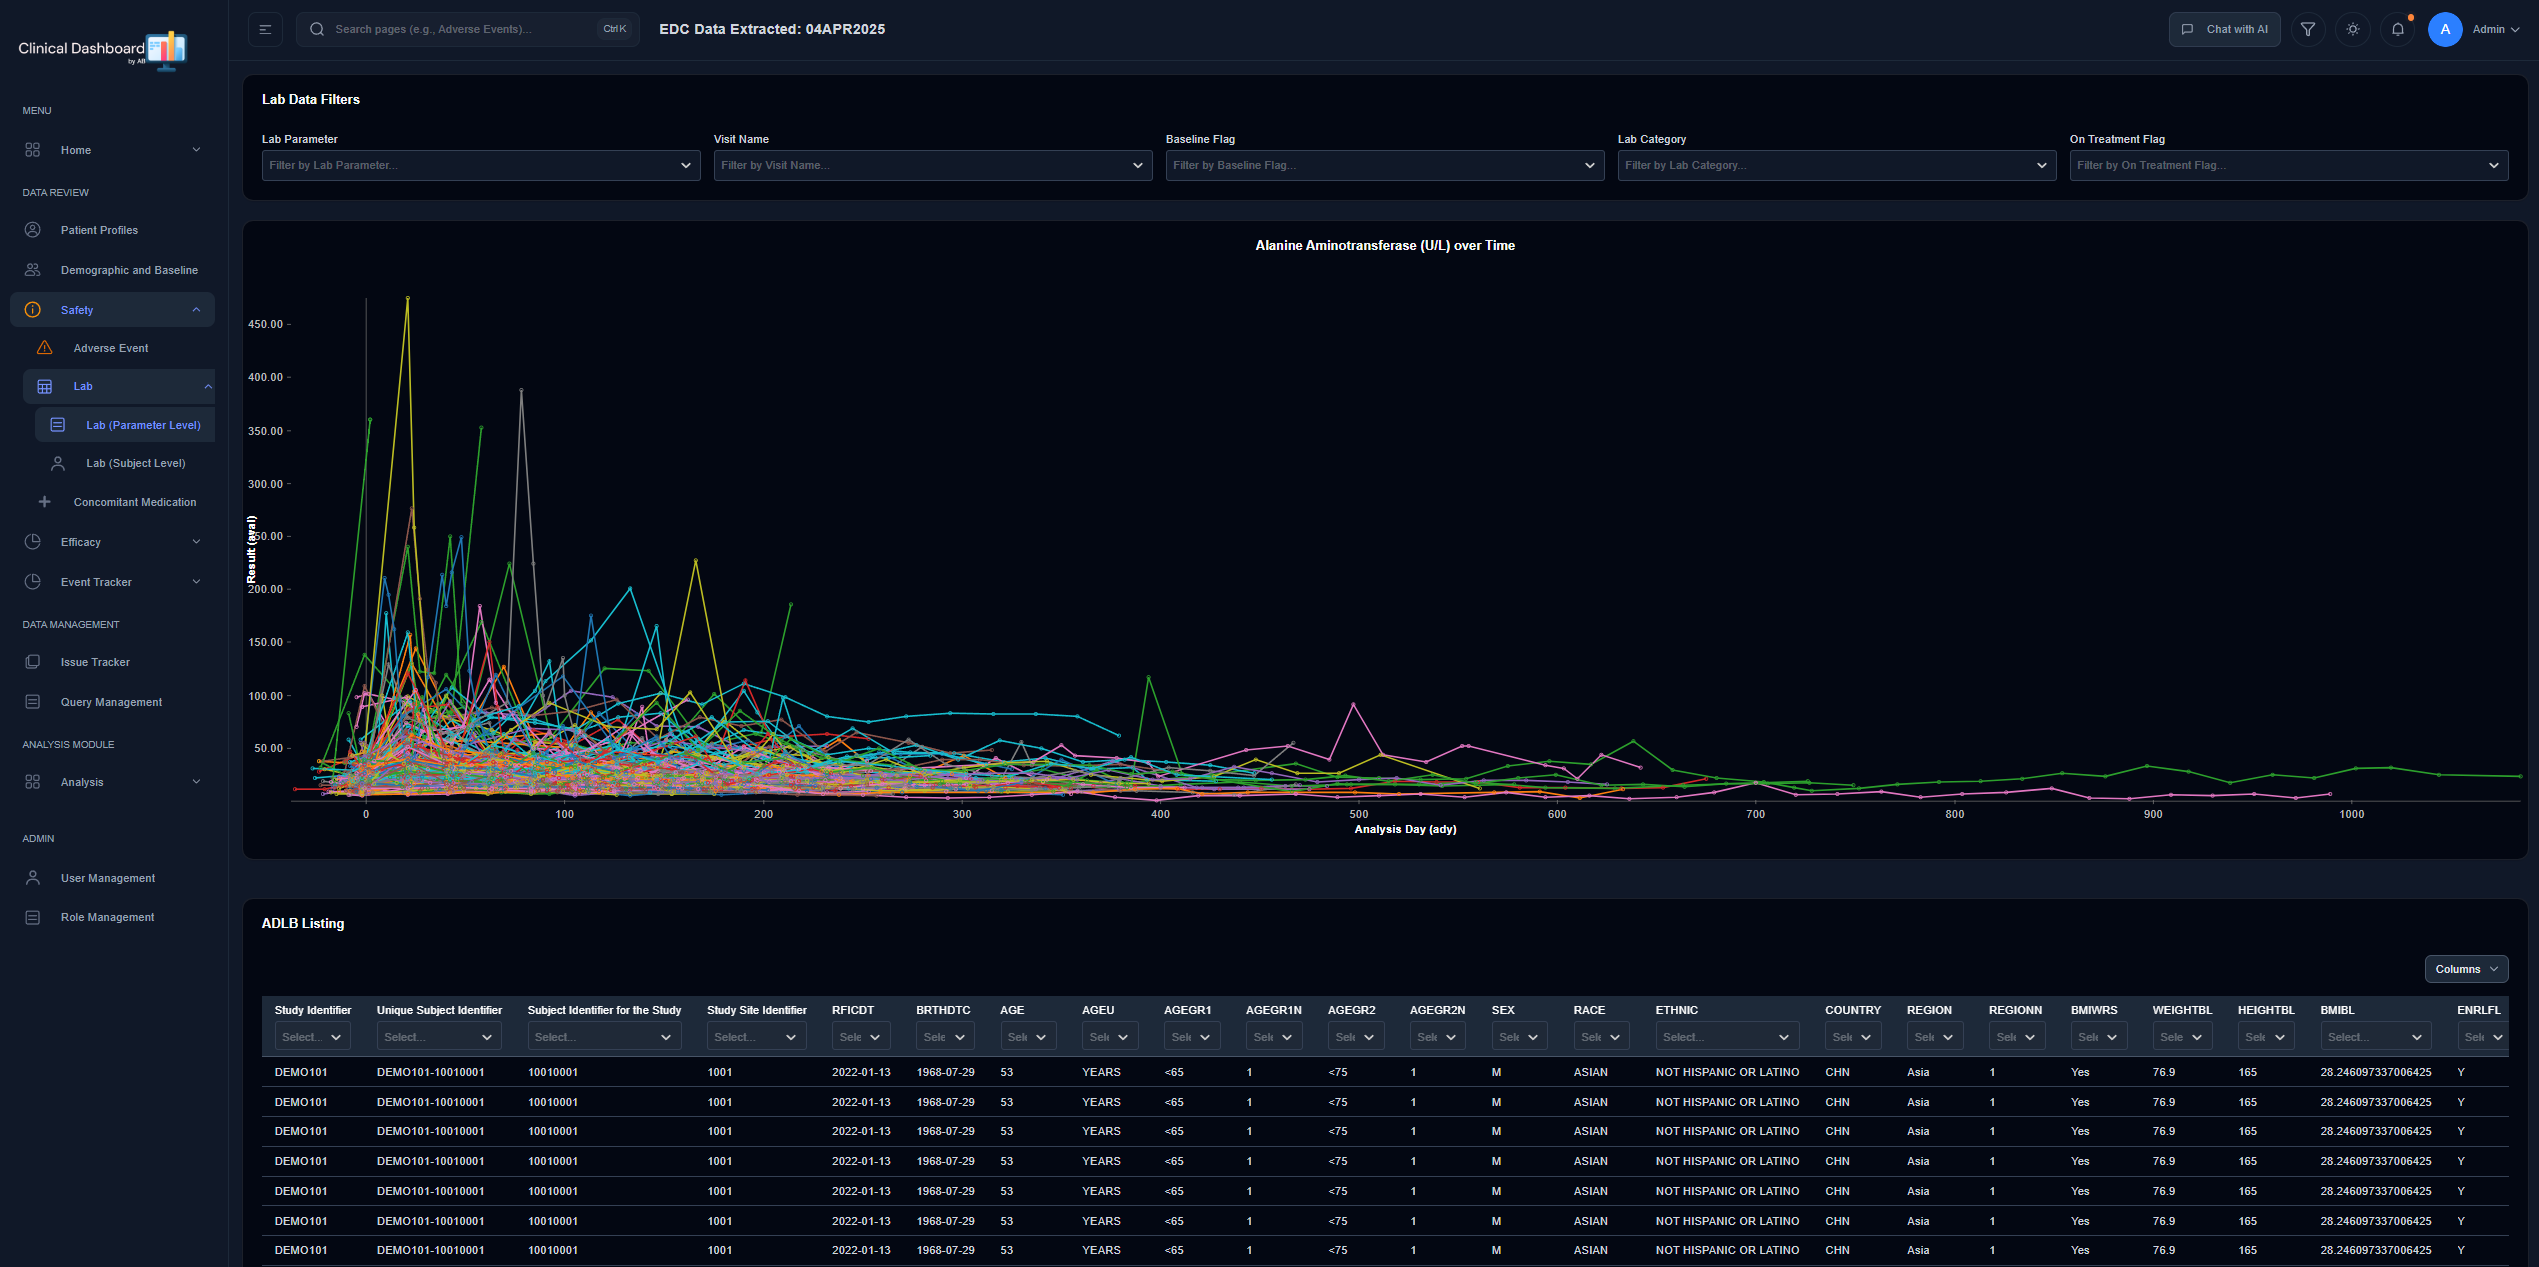 Clinical Dashboard
by AB
Search pages (e.g., Adverse Events)...
Ctrl K
EDC Data Extracted: 04APR2025
Chat with AI
A
Admin
MENU
Home
DATA REVIEW
Patient Profiles
Demographic and Baseline
Safety
Adverse Event
Lab
Lab (Parameter Level)
Lab (Subject Level)
Concomitant Medication
Efficacy
Event Tracker
DATA MANAGEMENT
Issue Tracker
Query Management
ANALYSIS MODULE
Analysis
ADMIN
User Management
Role Management
Lab Data Filters
Lab Parameter Visit Name Baseline Flag Lab Category On Treatment Flag
Filter by Lab Parameter... Filter by Visit Name... Filter by Baseline Flag... Filter by Lab Category... Filter by On Treatment Flag...
Alanine Aminotransferase (U/L) over Time
450.00
400.00
350.00
300.00
250.00
200.00
150.00
100.00
50.00
Result (aval)
0 100 200 300 400 500 600 700 800 900 1000
Analysis Day (ady)
ADLB Listing
Columns
Study Identifier Unique Subject Identifier Subject Identifier for the Study Study Site Identifier RFICDT BRTHDTC AGE AGEU AGEGR1 AGEGR1N AGEGR2 AGEGR2N SEX RACE ETHNIC COUNTRY REGION REGIONN BMIWRS WEIGHTBL HEIGHTBL BMIBL ENRLFL
Select... Select... Select... Select... Sele Sele Sele Sele Sele Sele Sele Sele Sele Sele Select... Sele Sele Sele Sele Sele Sele Select... Sele
DEMO101 DEMO101-10010001 10010001 1001 2022-01-13 1968-07-29 53 YEARS <65 1 <75 1 M ASIAN NOT HISPANIC OR LATINO CHN Asia 1 Yes 76.9 165 28.246097337006425 Y
DEMO101 DEMO101-10010001 10010001 1001 2022-01-13 1968-07-29 53 YEARS <65 1 <75 1 M ASIAN NOT HISPANIC OR LATINO CHN Asia 1 Yes 76.9 165 28.246097337006425 Y
DEMO101 DEMO101-10010001 10010001 1001 2022-01-13 1968-07-29 53 YEARS <65 1 <75 1 M ASIAN NOT HISPANIC OR LATINO CHN Asia 1 Yes 76.9 165 28.246097337006425 Y
DEMO101 DEMO101-10010001 10010001 1001 2022-01-13 1968-07-29 53 YEARS <65 1 <75 1 M ASIAN NOT HISPANIC OR LATINO CHN Asia 1 Yes 76.9 165 28.246097337006425 Y
DEMO101 DEMO101-10010001 10010001 1001 2022-01-13 1968-07-29 53 YEARS <65 1 <75 1 M ASIAN NOT HISPANIC OR LATINO CHN Asia 1 Yes 76.9 165 28.246097337006425 Y
DEMO101 DEMO101-10010001 10010001 1001 2022-01-13 1968-07-29 53 YEARS <65 1 <75 1 M ASIAN NOT HISPANIC OR LATINO CHN Asia 1 Yes 76.9 165 28.246097337006425 Y
DEMO101 DEMO101-10010001 10010001 1001 2022-01-13 1968-07-29 53 YEARS <65 1 <75 1 M ASIAN NOT HISPANIC OR LATINO CHN Asia 1 Yes 76.9 165 28.246097337006425 Y